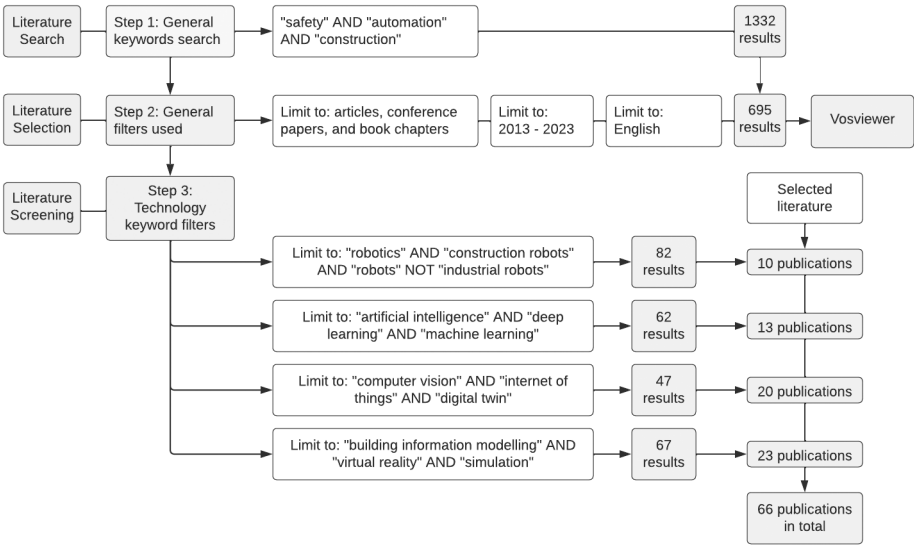 Literature
Search
Step 1: General
keywords search
"safety" AND "automation"
AND "construction"
1332
results
Literature
Selection
Step 2: General
filters used
Limit to: articles, conference
papers, and book chapters
Limit to:
2013 - 2023
Limit to:
English
695
results
Vosviewer
Literature
Screening
Step 3:
Technology
keyword filters
Selected
literature
Limit to: "robotics" AND "construction robots"
AND "robots" NOT "industrial robots"
82
results
10 publications
Limit to: "artificial intelligence" AND "deep
learning" AND "machine learning"
62
results
13 publications
Limit to: "computer vision" AND "internet of
things" AND "digital twin"
47
results
20 publications
Limit to: "building information modelling" AND
"virtual reality" AND "simulation"
67
results
23 publications
66 publications
in total